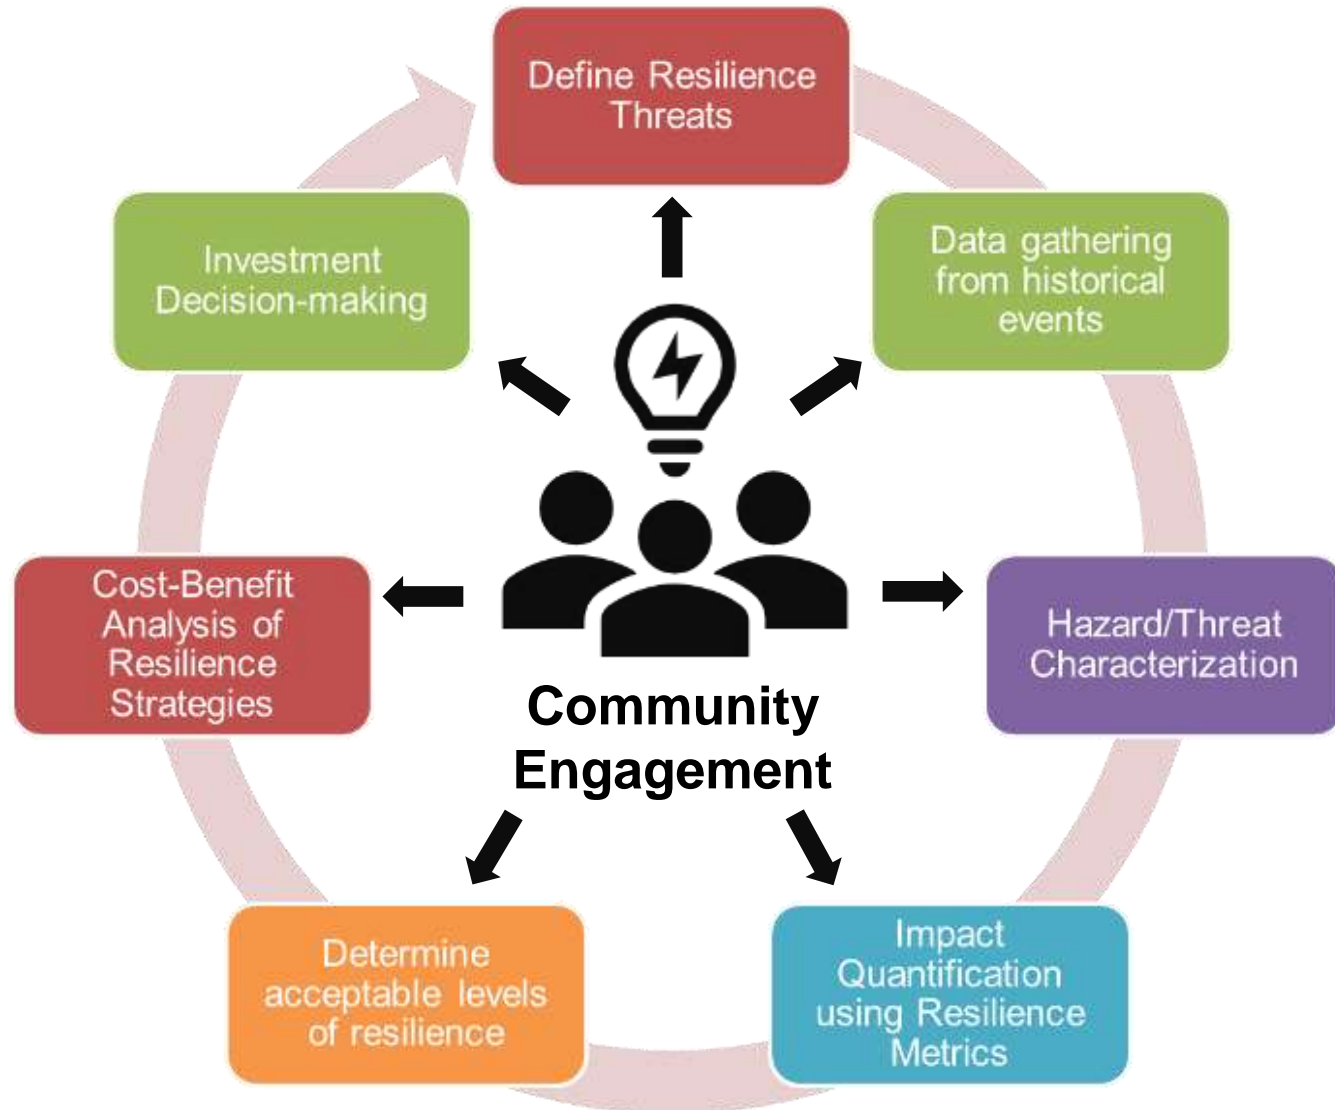 Define Resilience
Threats
Data gathering
from historical
events
Hazard/Threat
Characterization
Impact
Quantification
using Resilience
Metrics
Determine
acceptable levels
of resilience
Cost-Benefit
Analysis of
Resilience
Strategies
Investment
Decision-making
Community
Engagement